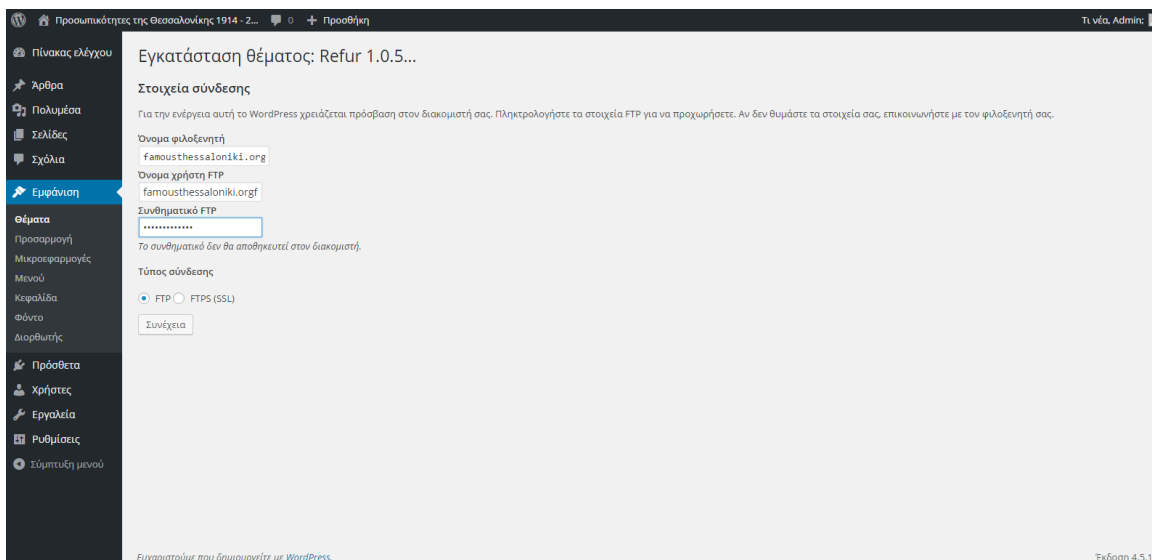 Προσωπικότητες της Θεσσαλονίκης 1914 - 2... 0 Προσθήκη Τι νέα, Admin;
Πίνακας ελέγχου
Άρθρα
Πολυμέσα
Σελίδες
Σχόλια
Εμφάνιση
Θέματα
Προσαρμογή
Μικροεφαρμογές
Μενού
Κεφαλίδα
Φόντο
Διορθωτής
Πρόσθετα
Χρήστες
Εργαλεία
Ρυθμίσεις
Σύμπτυξη μενού
Εγκατάσταση θέματος: Refur 1.0.5...
Στοιχεία σύνδεσης
Για την ενέργεια αυτή το WordPress χρειάζεται πρόσβαση στον διακομιστή σας. Πληκτρολογήστε τα στοιχεία FTP για να προχωρήσετε. Αν δεν θυμάστε τα στοιχεία σας, επικοινωνήστε με τον φιλοξενητή σας.
Όνομα φιλοξενητή
famousthessaloniki.org
Όνομα χρήστη FTP
famousthessaloniki.orgf
Συνθηματικό FTP
•••••••••••••
Το συνθηματικό δεν θα αποθηκευτεί στον διακομιστή.
Τύπος σύνδεσης
FTP FTPS (SSL)
Συνέχεια
Ευχαριστούμε που δημιουργείτε με WordPress. Έκδοση 4.5.1